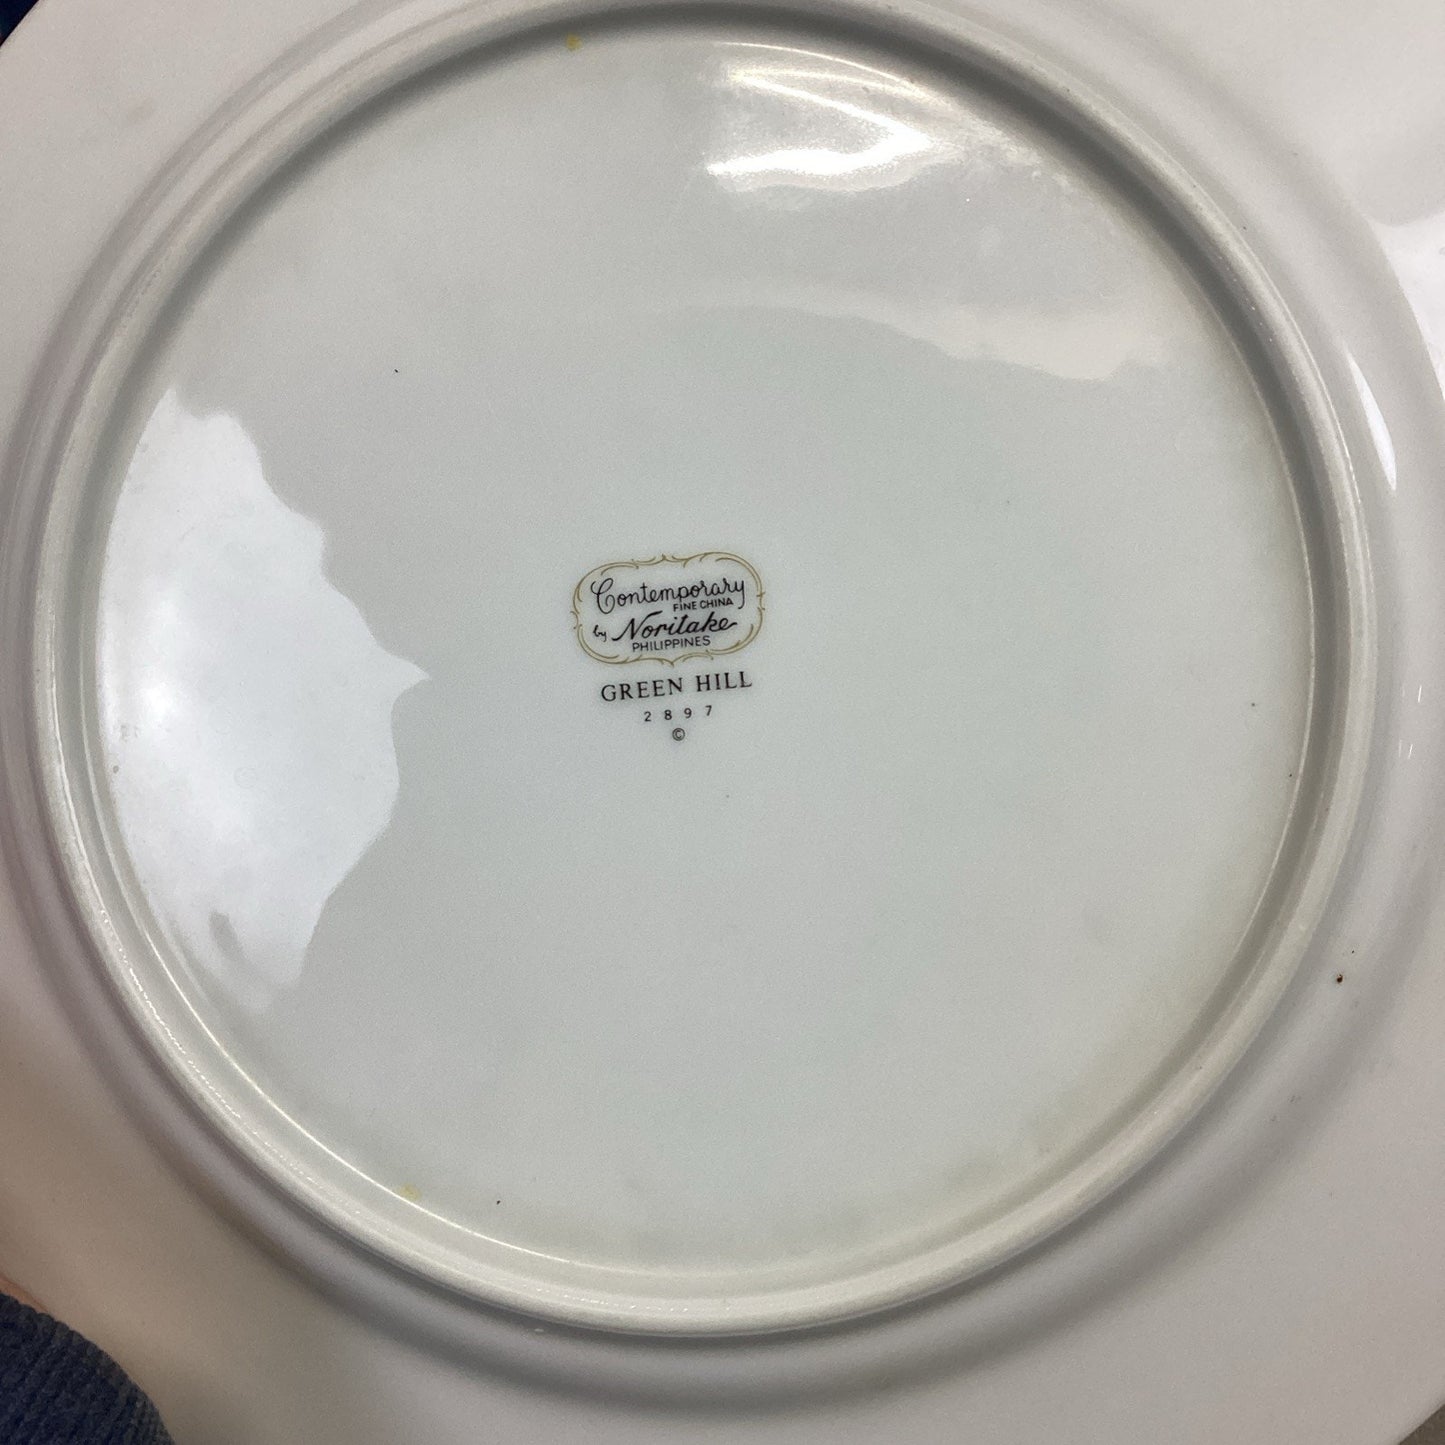 Contemporary
FINE CHINA
by Noritake
PHILIPPINES
GREEN HILL
2897
©